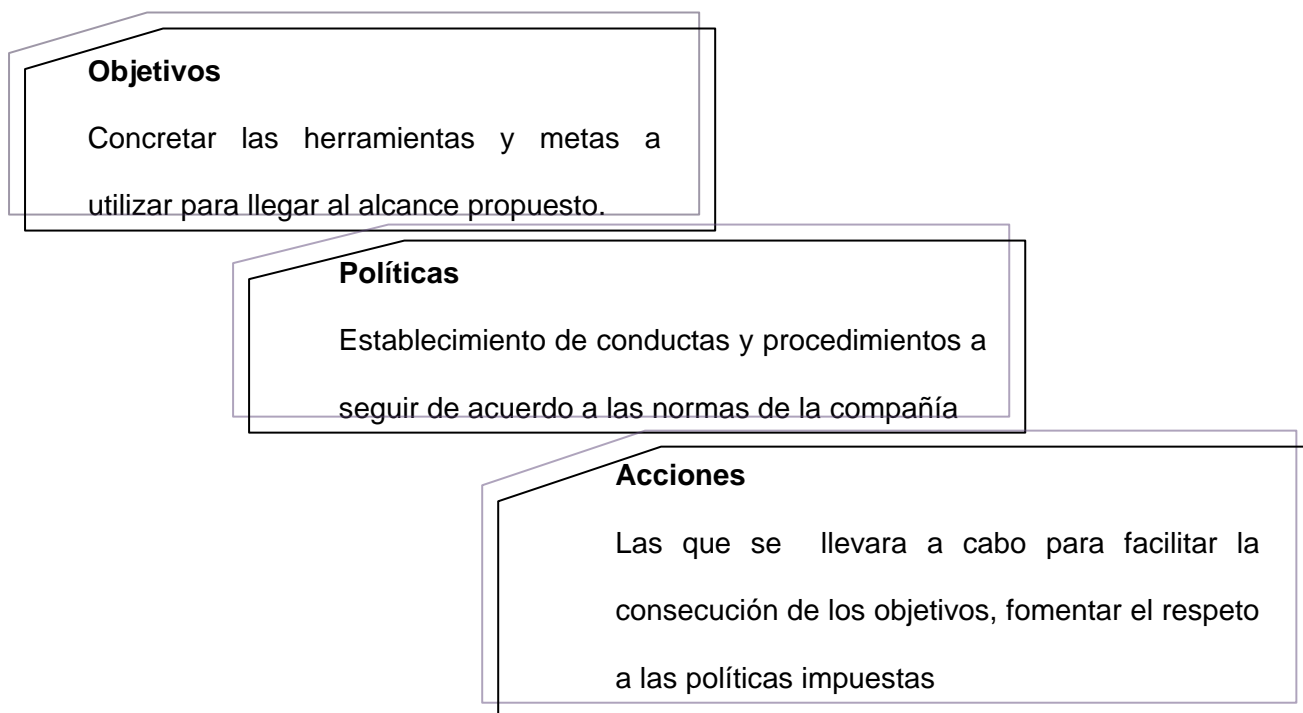 Objetivos
Concretar las herramientas y metas a
utilizar para llegar al alcance propuesto.
Políticas
Establecimiento de conductas y procedimientos a
seguir de acuerdo a las normas de la compañía
Acciones
Las que se llevara a cabo para facilitar la
consecución de los objetivos, fomentar el respeto
a las políticas impuestas